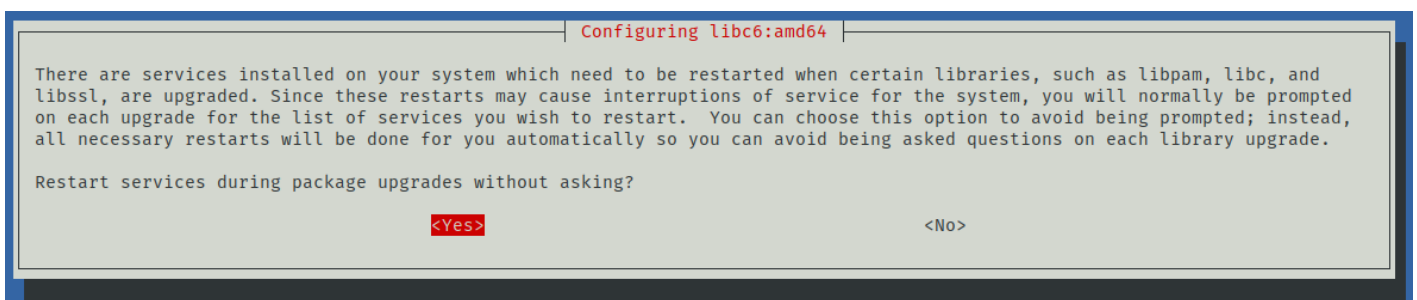 Configuring libc6:amd64
There are services installed on your system which need to be restarted when certain libraries, such as libpam, libc, and
libssl, are upgraded. Since these restarts may cause interruptions of service for the system, you will normally be prompted
on each upgrade for the list of services you wish to restart.  You can choose this option to avoid being prompted; instead,
all necessary restarts will be done for you automatically so you can avoid being asked questions on each library upgrade.
Restart services during package upgrades without asking?
<Yes> <No>